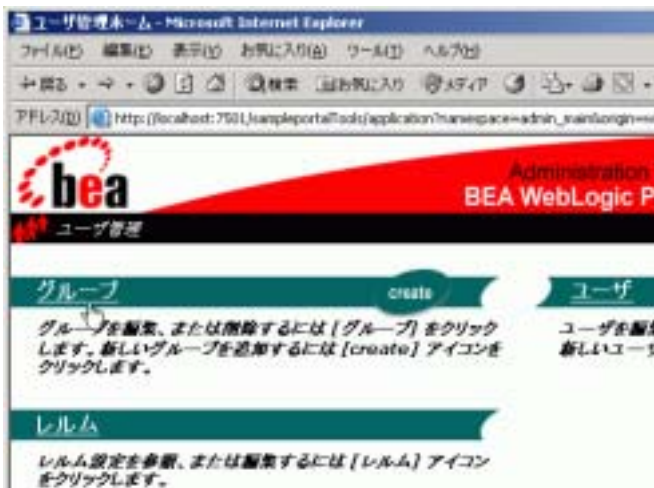 ユーザ管理ホーム - Microsoft Internet Explorer
ファイル(F) 編集(E) 表示(V) お気に入り(A) ツール(T) ヘルプ(H)
戻る 検索 お気に入り メディア
アドレス(D) http://localhost:7501/sampleportalTools/application?namespace=admin_main&origin=
bea
Administration
BEA WebLogic P
ユーザ管理
グループ create
グループを編集、または削除するには [グループ] をクリック
します。新しいグループを追加するには [create] アイコンを
クリックします。
ユーザ
ユーザを編集
新しいユーザ
レルム
レルム設定を参照、または編集するには [レルム] アイコン
をクリックします。